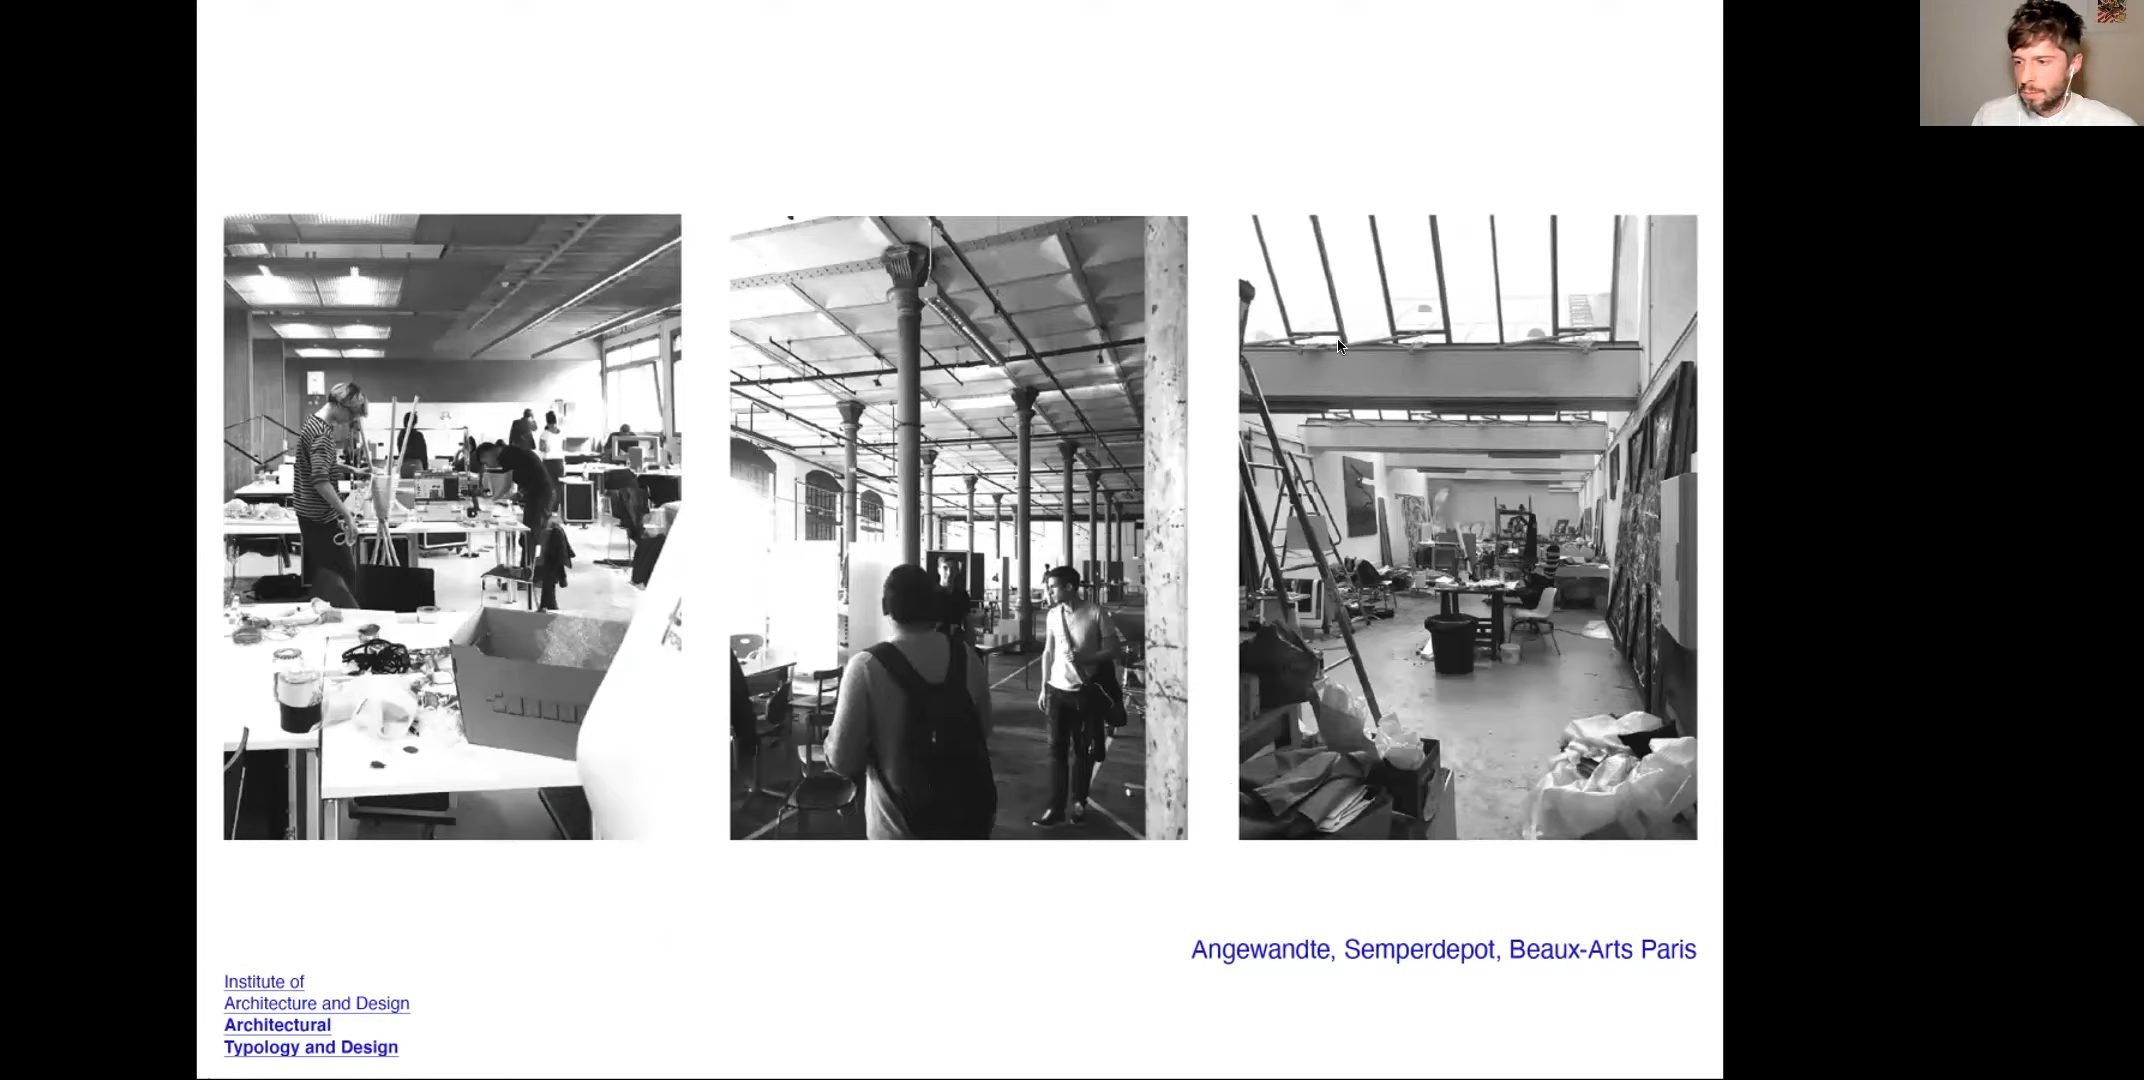 Angewandte, Semperdepot, Beaux-Arts Paris
Institute of
Architecture and Design
Architectural
Typology and Design